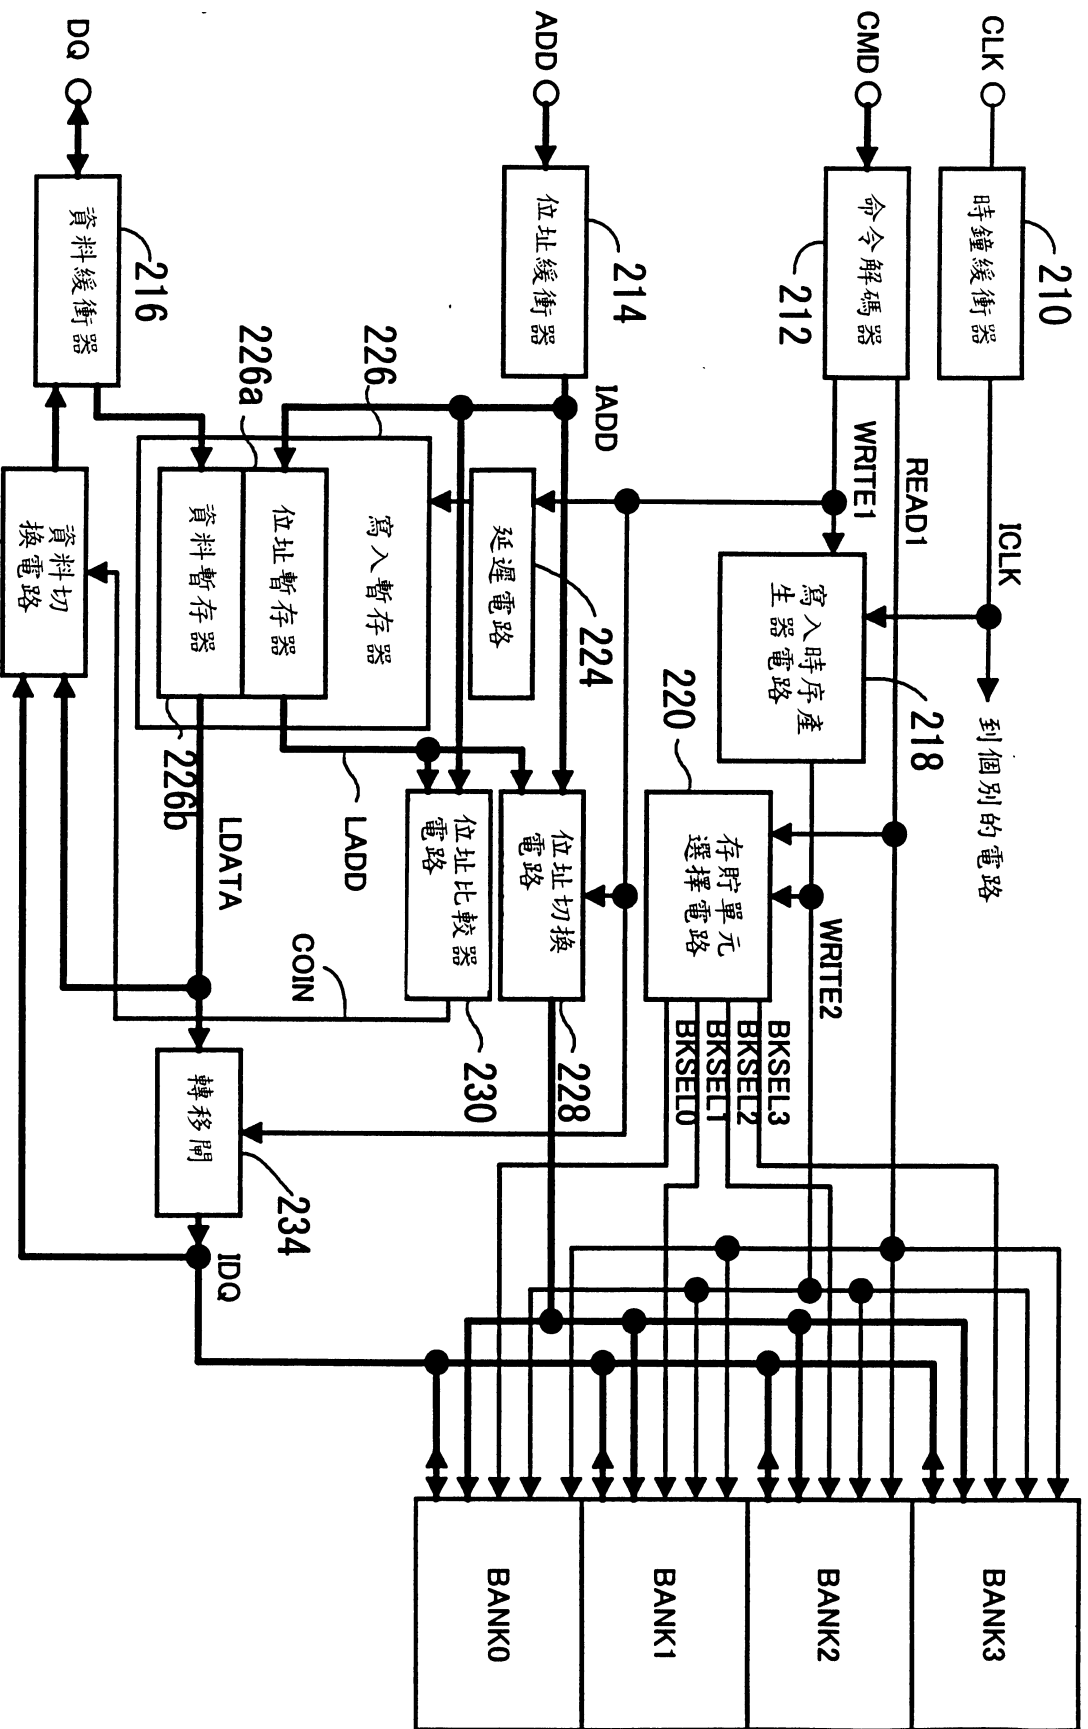 CLK
時鐘緩衝器
210
ICLK
到個別的電路
CMD
命令解碼器
212
READ1
WRITE1
寫入時序產
生器電路
218
WRITE2
存貯單元
選擇電路
220
BKSEL3
BKSEL2
BKSEL1
BKSEL0
ADD
位址緩衝器
214
IADD
延遲電路
224
位址切換
電路
228
位址比較器
電路
230
寫入暫存器
226
位址暫存器
226a
資料暫存器
226b
LADD
LDATA
COIN
DQ
資料緩衝器
216
資料切
換電路
轉移閘
234
IDQ
BANK3
BANK2
BANK1
BANK0